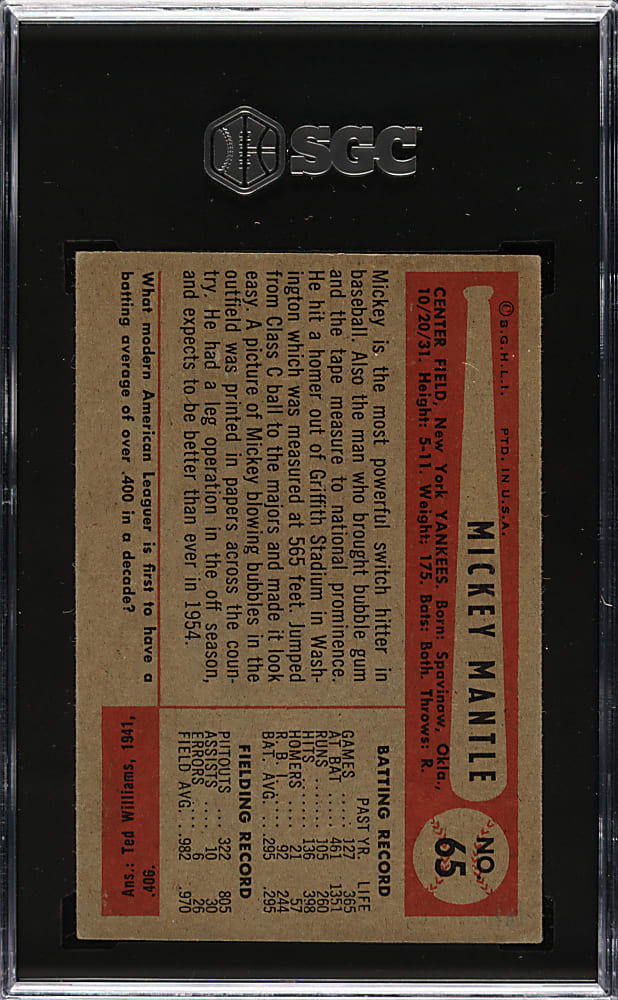 SGC
© B.G.H.L.I. PTD. IN U.S.A.
MICKEY MANTLE
NO.
65
CENTER FIELD, New York YANKEES. Born: Spavinaw, Okla.,
10/20/31. Height: 5-11. Weight: 175. Bats: Both. Throws: R.
Mickey is the most powerful switch hitter in
baseball. Also the man who brought bubble gum
and the tape measure to national prominence.
He hit a homer out of Griffith Stadium in Wash-
ington which was measured at 565 feet. Jumped
from Class C ball to the majors and made it look
easy. A picture of Mickey blowing bubbles in the
outfield was printed in papers across the coun-
try. He had a leg operation in the off season,
and expects to be better than ever in 1954.
BATTING RECORD
PAST YR. LIFE
GAMES ..... 127 365
AT BAT .... 461 1351
RUNS ...... 105 260
HITS ...... 136 398
HOMERS .... 21 57
R. B. I. .... 92 244
BAT. AVG. ... .295 .295
FIELDING RECORD
PUTOUTS ... 322 805
ASSISTS .... 10 30
ERRORS .... 6 26
FIELD AVG. .982 .970
What modern American Leaguer is first to have a
batting average of over .400 in a decade?
.406.
Ans.: Ted Williams, 1941,